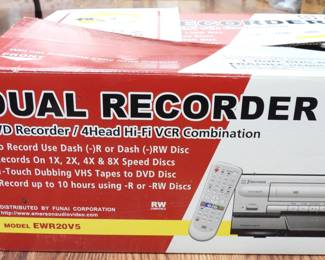 CORDER
DUAL RECORDER
VD Recorder / 4Head Hi-Fi VCR Combination
o Record Use Dash (-)R or Dash (-)RW Disc
ecords On 1X, 2X, 4X & 8X Speed Discs
-Touch Dubbing VHS Tapes to DVD Disc
Record up to 10 hours using -R or -RW Discs
RW
DISTRIBUTED BY FUNAI CORPORATION
http://www.emersonaudiovideo.com
MODEL EWR20V5